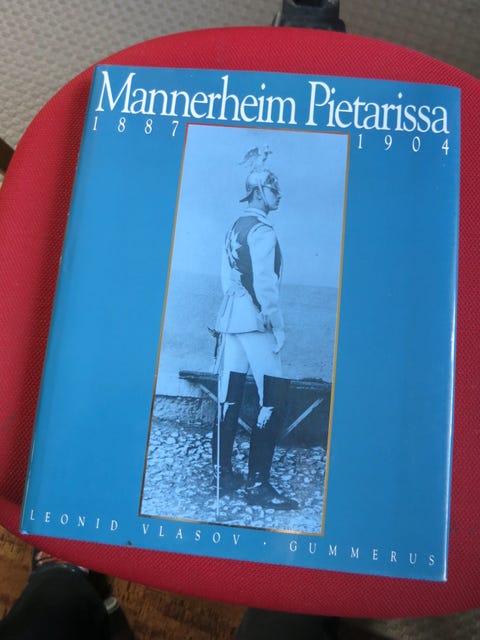 Mannerheim Pietarissa
1887 1904
LEONID VLASOV · GUMMERUS